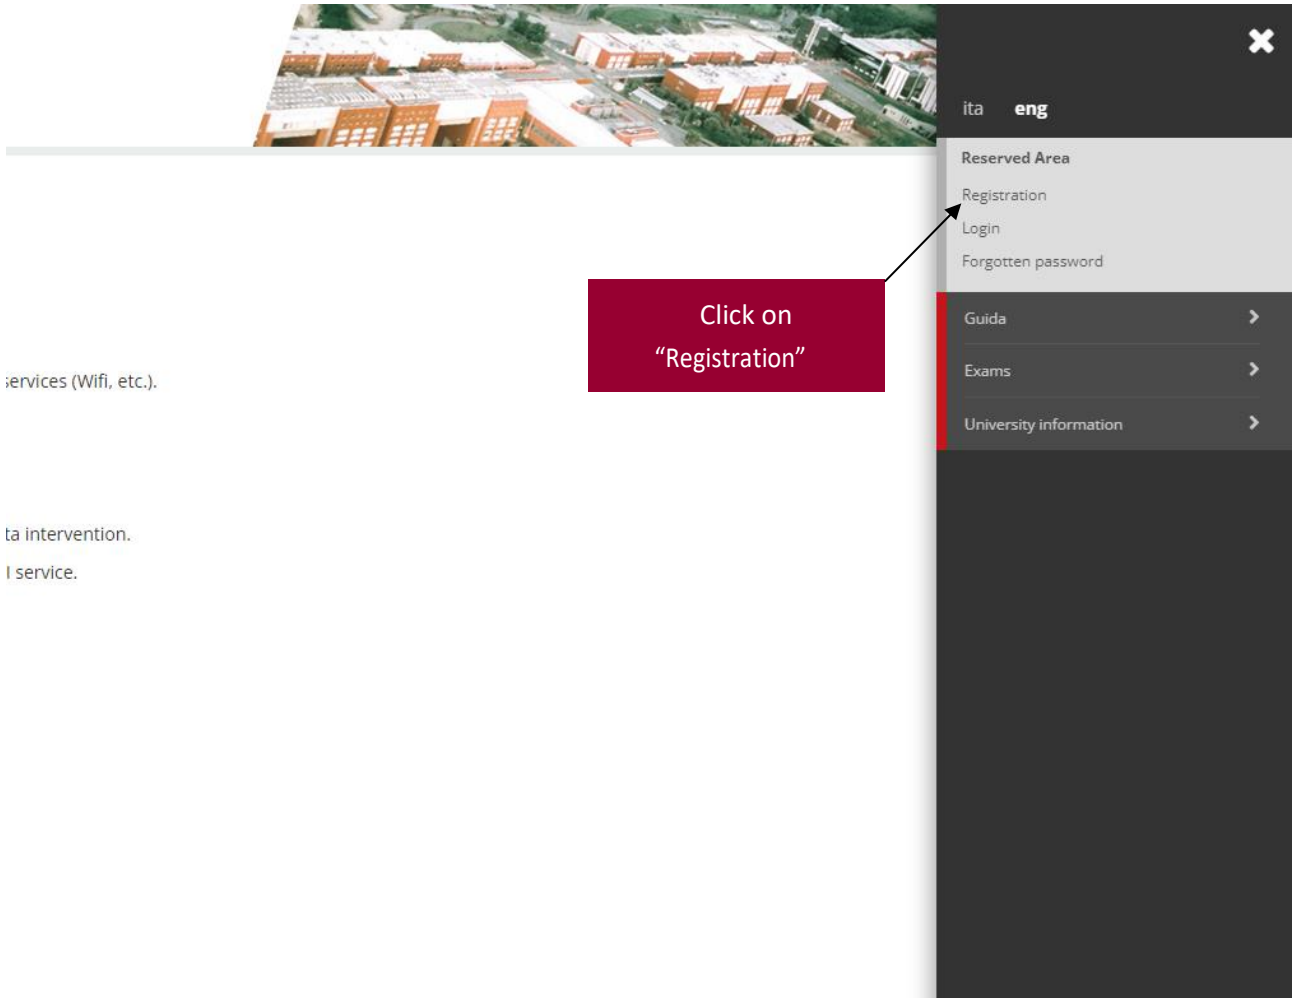 ita eng
Reserved Area
Registration
Login
Forgotten password
Click on
“Registration”
Guida
Exams
University information
services (Wifi, etc.).
ta intervention.
l service.